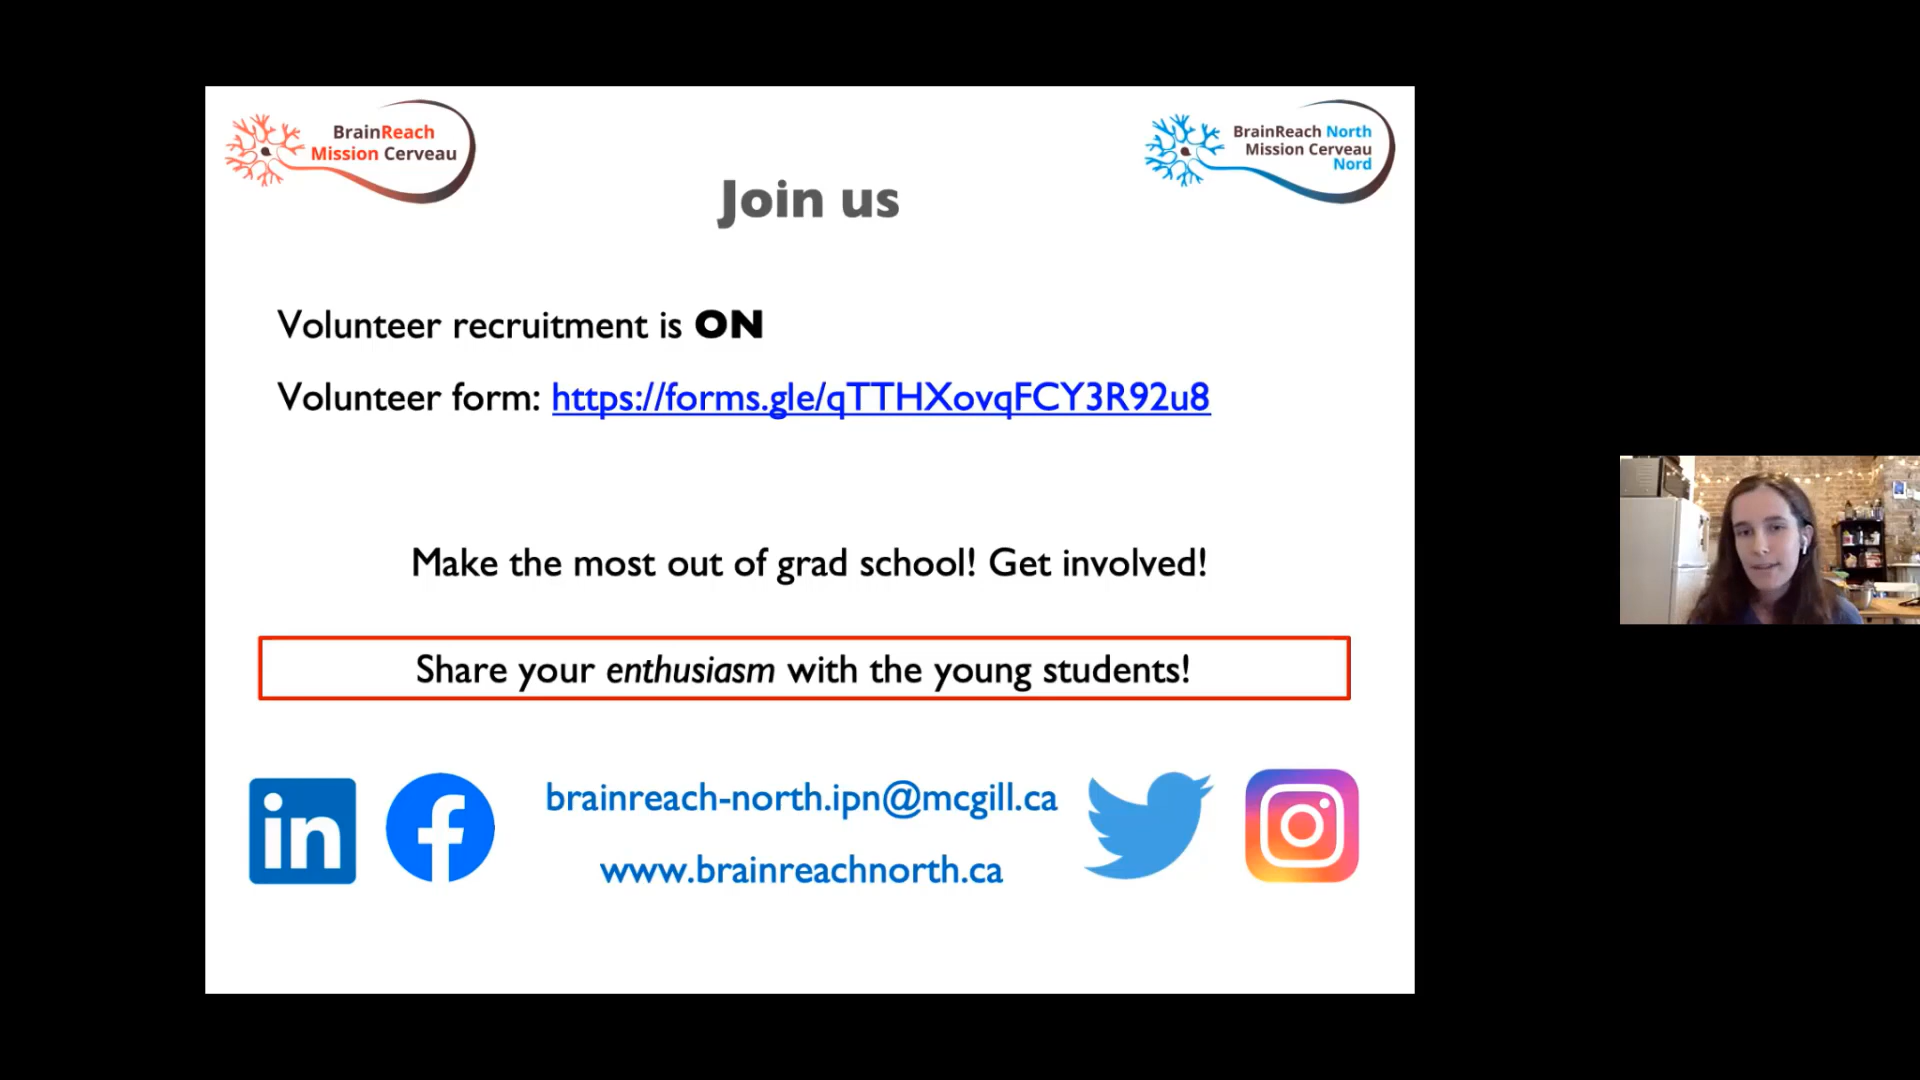 BrainReach
Mission Cerveau
BrainReach North
Mission Cerveau
Nord
Join us
Volunteer recruitment is ON
Volunteer form: https://forms.gle/qTTHXovqFCY3R92u8
Make the most out of grad school! Get involved!
Share your enthusiasm with the young students!
in
f
brainreach-north.ipn@mcgill.ca
www.brainreachnorth.ca